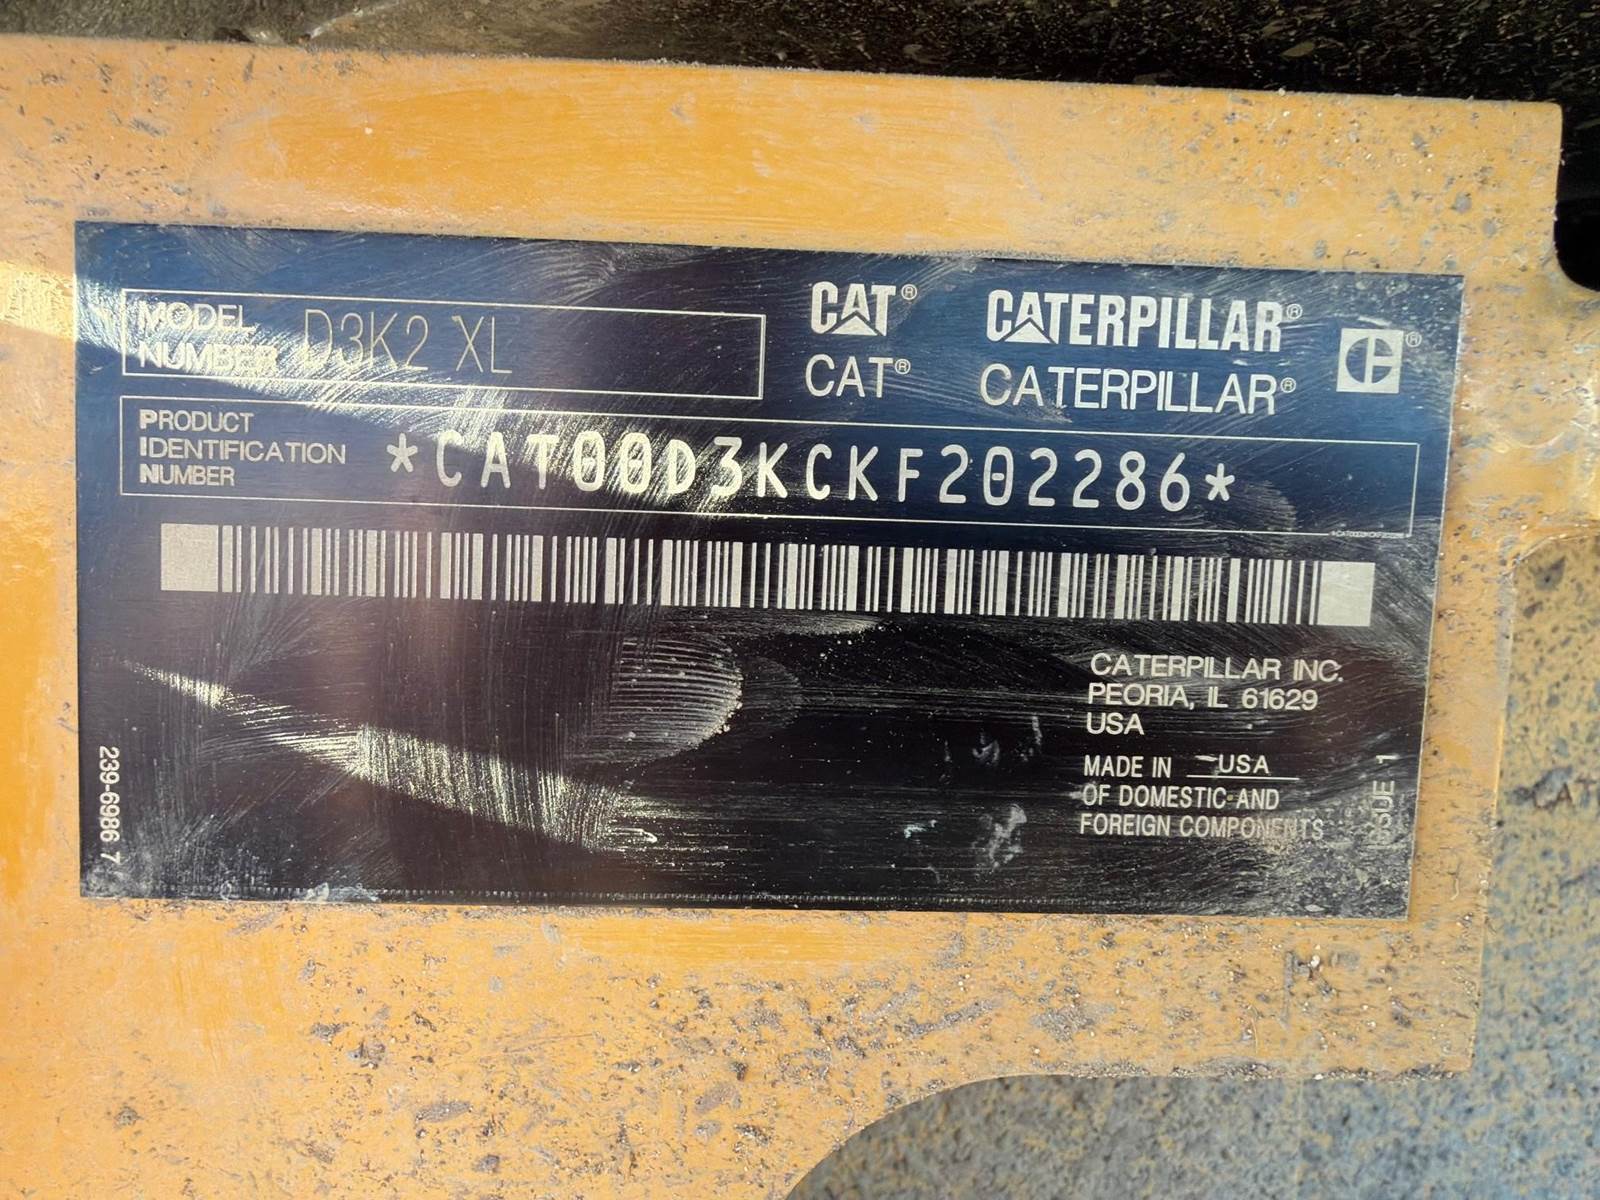 MODEL
NUMBER D3K2 XL
CAT® CATERPILLAR®
CAT® CATERPILLAR®
PRODUCT
IDENTIFICATION
NUMBER
*CAT00D3KCKF202286*
CATERPILLAR INC.
PEORIA, IL 61629
USA
MADE IN USA
OF DOMESTIC AND
FOREIGN COMPONENTS
ISSUE 1
239-6986 7